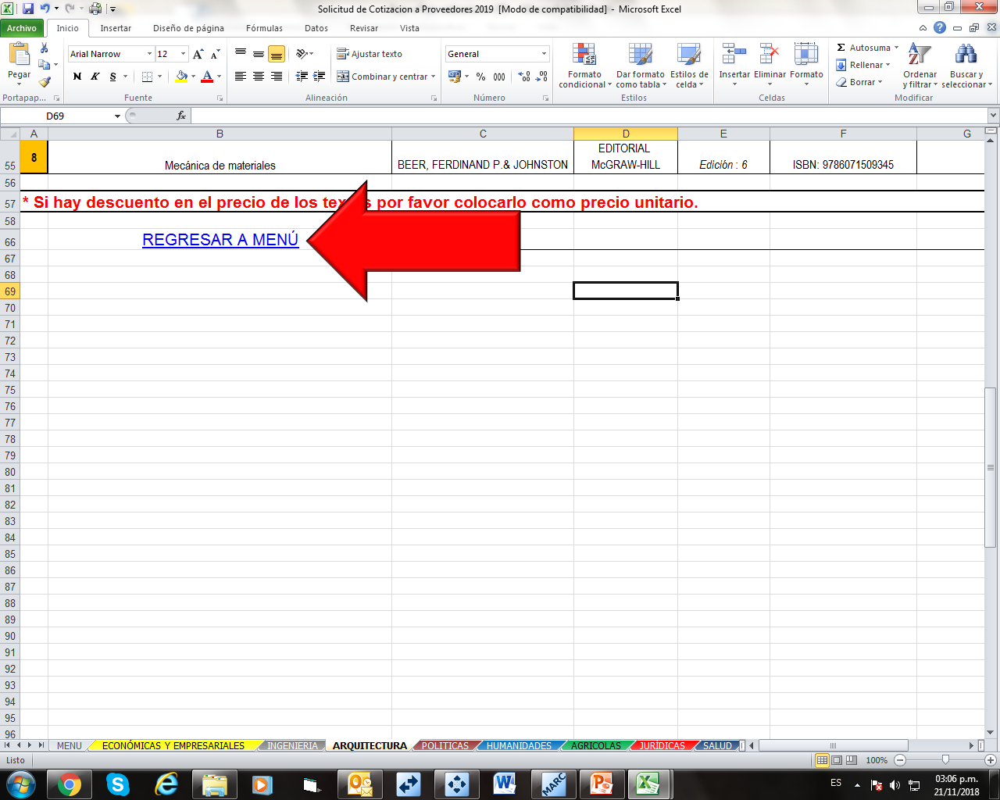 Solicitud de Cotizacion a Proveedores 2019 [Modo de compatibilidad] - Microsoft Excel
Archivo Inicio Insertar Diseño de página Fórmulas Datos Revisar Vista
Pegar
Arial Narrow 12
N K S
Ajustar texto
Combinar y centrar
General
% 000
Formato condicional
Dar formato como tabla
Estilos de celda
Insertar Eliminar Formato
Autosuma
Rellenar
Borrar
Ordenar y filtrar
Buscar y seleccionar
Portapap... Fuente Alineación Número Estilos Celdas Modificar
D69 fx
A B C D E F G
55 8 Mecánica de materiales BEER, FERDINAND P.& JOHNSTON EDITORIAL McGRAW-HILL Edición : 6 ISBN: 9786071509345
56
57 * Si hay descuento en el precio de los textos por favor colocarlo como precio unitario.
58
66 REGRESAR A MENÚ
67
68
69
70
71
72
73
74
75
76
77
78
79
80
81
82
83
84
85
86
87
88
89
90
91
92
93
94
95
96
MENU ECONÓMICAS Y EMPRESARIALES INGENIERIA ARQUITECTURA POLITICAS HUMANIDADES AGRICOLAS JURÍDICAS SALUD
Listo 100%
MARC
ES 03:06 p.m.
21/11/2018